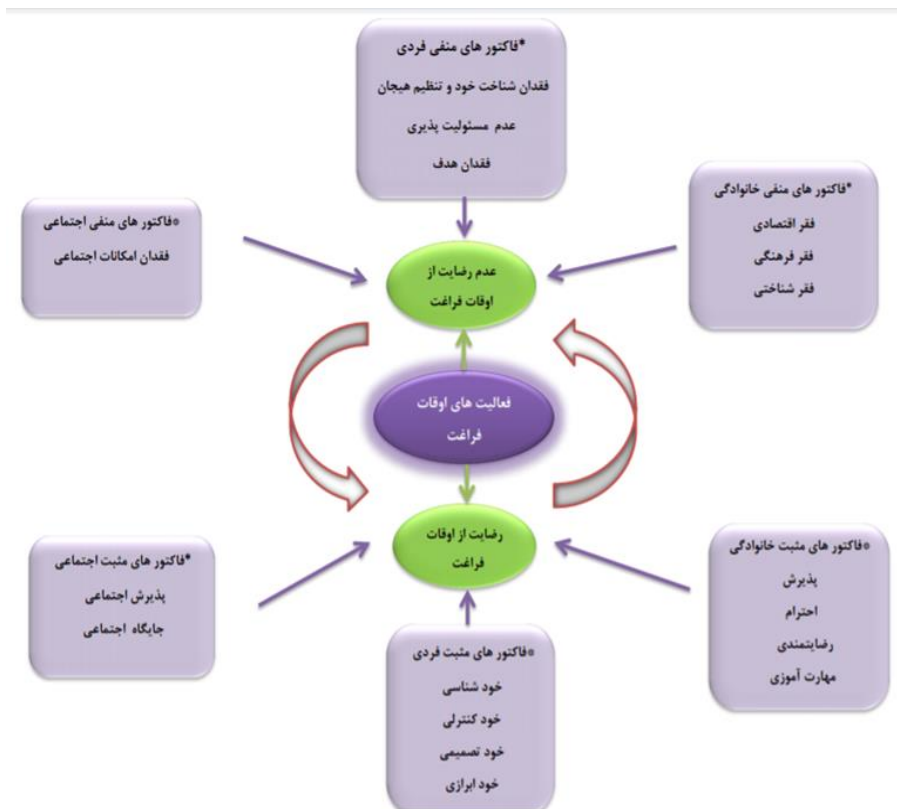 *فاکتور های منفی فردی
فقدان شناخت خود و تنظیم هیجان
عدم مسئولیت پذیری
فقدان هدف
*فاکتور های منفی خانوادگی
فقر اقتصادی
فقر فرهنگی
فقر شناختی
*فاکتور های منفی اجتماعی
فقدان امکانات اجتماعی
عدم رضایت از
اوقات فراغت
فعالیت های اوقات
فراغت
رضایت از اوقات
فراغت
*فاکتور های مثبت خانوادگی
پذیرش
احترام
رضایتمندی
مهارت آموزی
*فاکتور های مثبت اجتماعی
پذیرش اجتماعی
جایگاه اجتماعی
*فاکتور های مثبت فردی
خود شناسی
خود کنترلی
خود تصمیمی
خود ابرازی